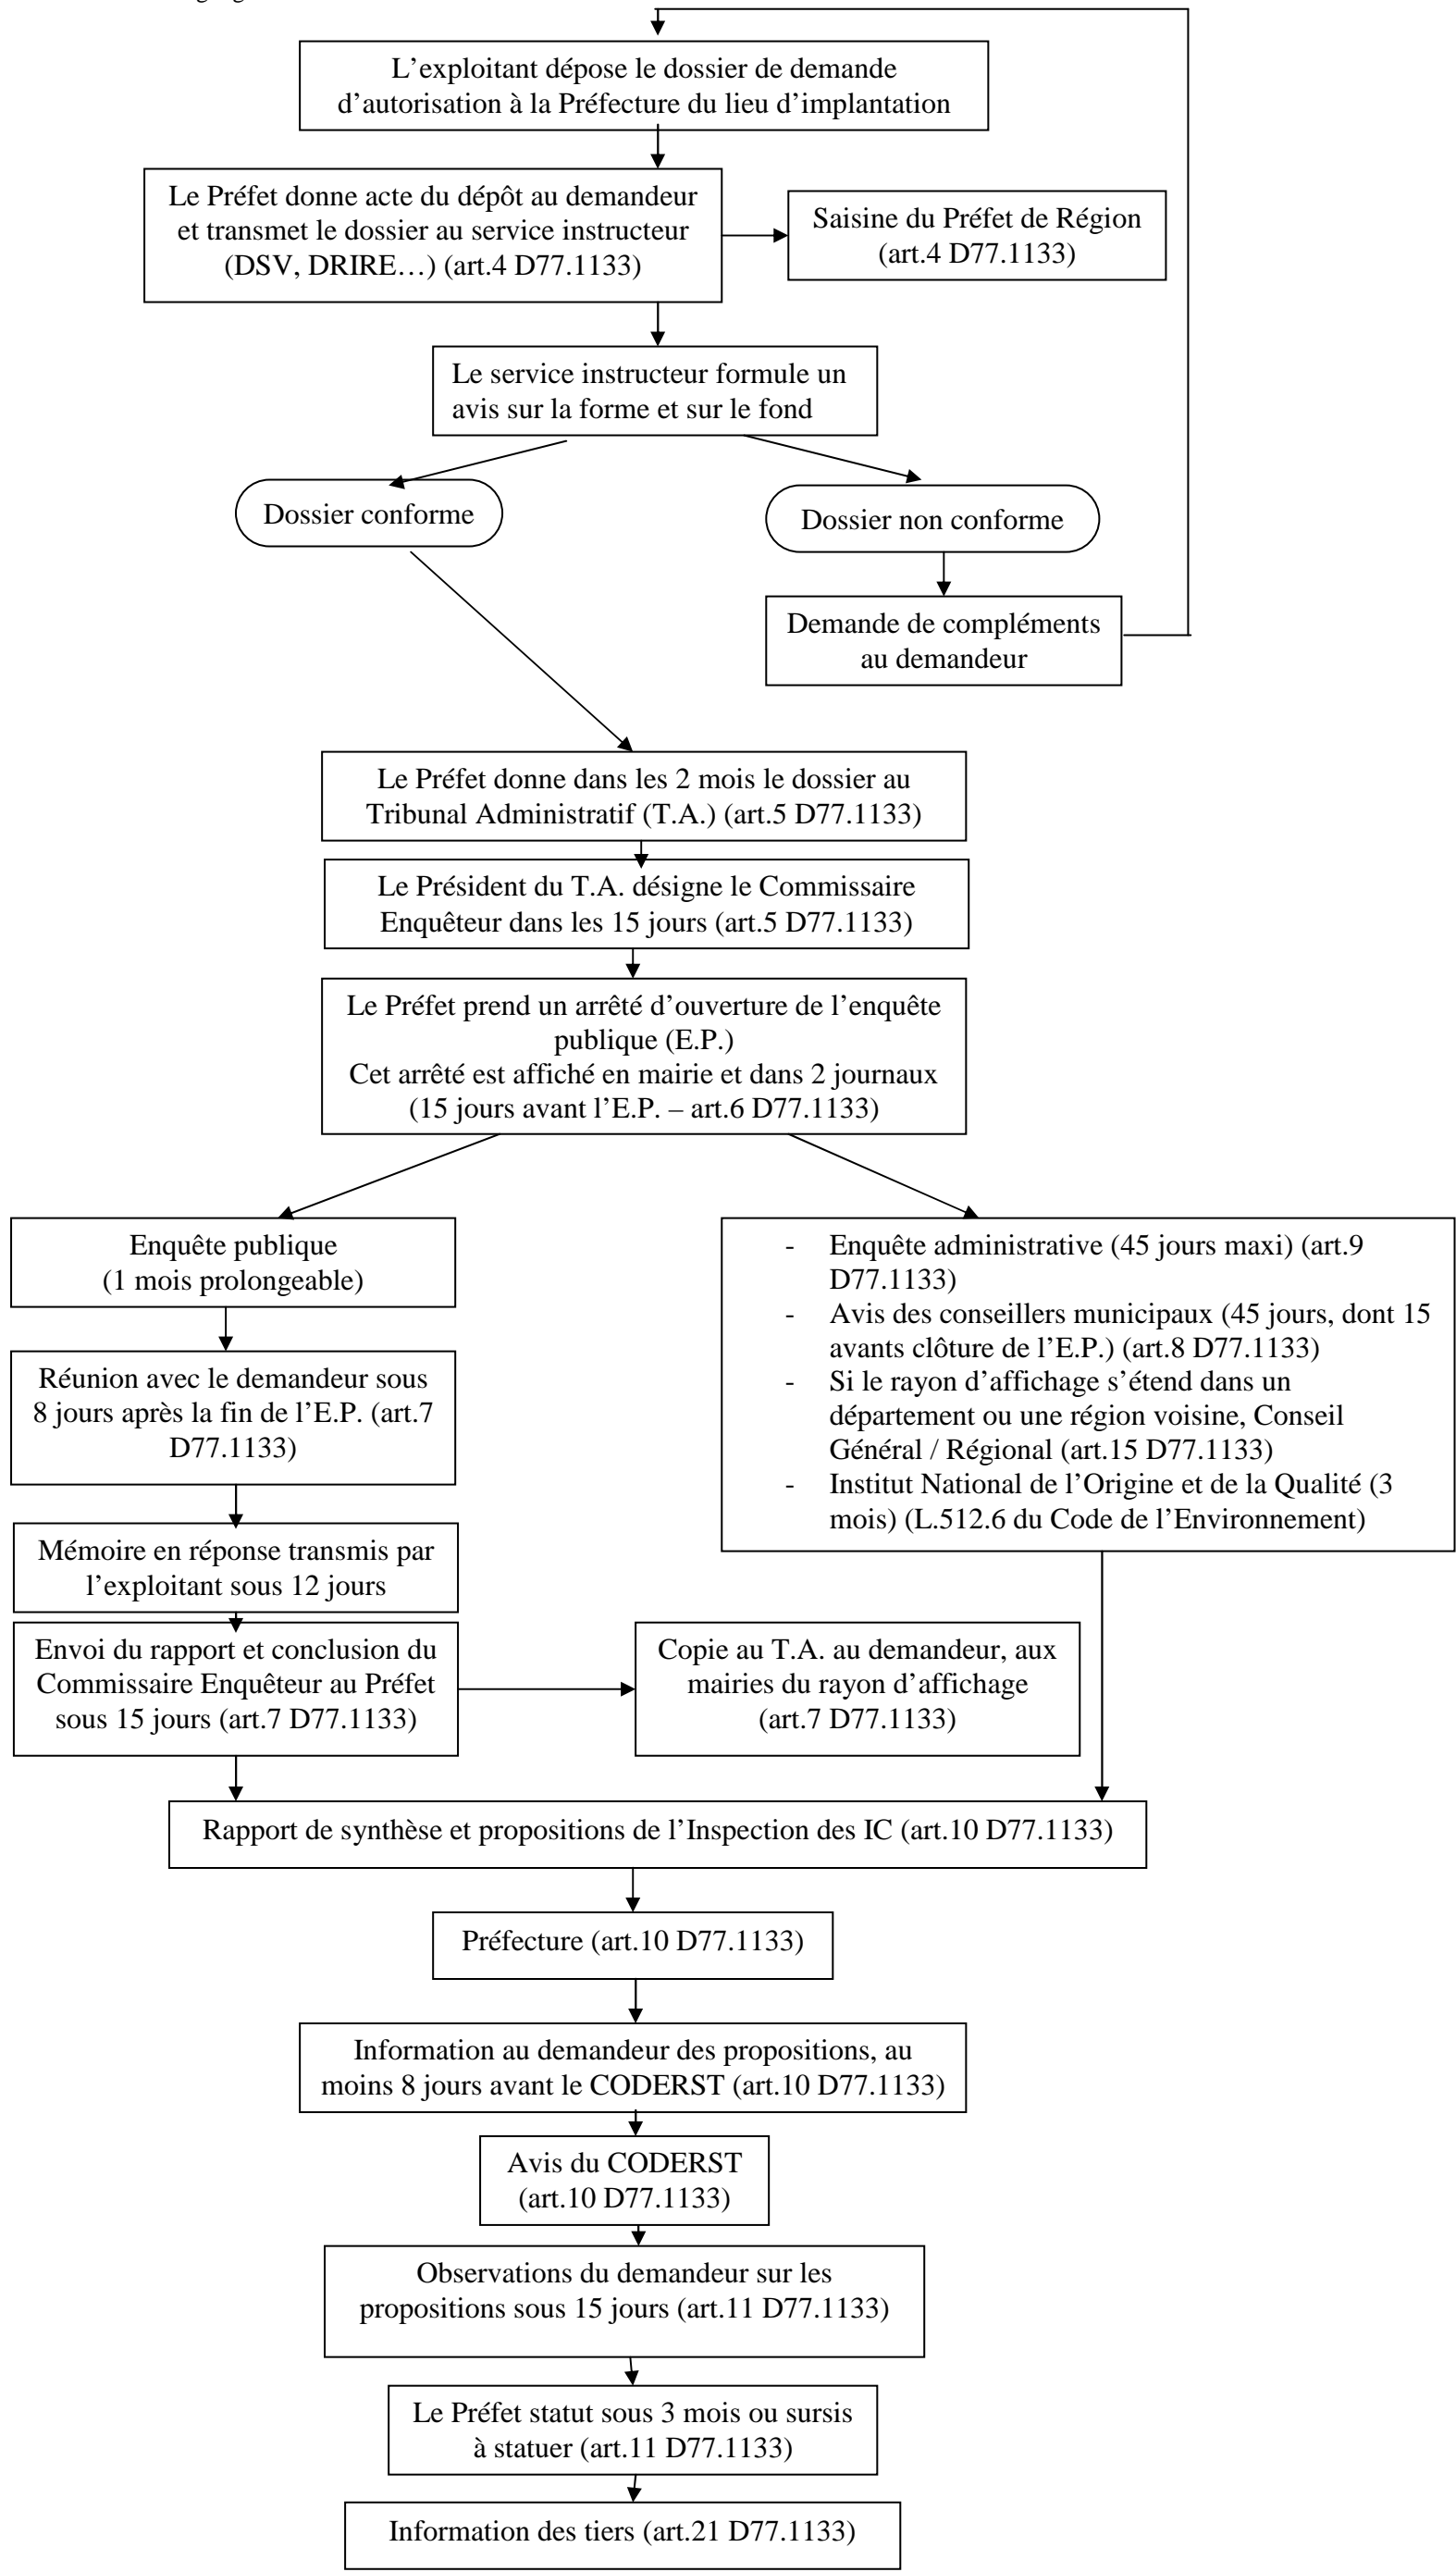 L’exploitant dépose le dossier de demande
d’autorisation à la Préfecture du lieu d’implantation
Le Préfet donne acte du dépôt au demandeur
et transmet le dossier au service instructeur
(DSV, DRIRE…) (art.4 D77.1133)
Saisine du Préfet de Région
(art.4 D77.1133)
Le service instructeur formule un
avis sur la forme et sur le fond
Dossier conforme
Dossier non conforme
Demande de compléments
au demandeur
Le Préfet donne dans les 2 mois le dossier au
Tribunal Administratif (T.A.) (art.5 D77.1133)
Le Président du T.A. désigne le Commissaire
Enquêteur dans les 15 jours (art.5 D77.1133)
Le Préfet prend un arrêté d’ouverture de l’enquête
publique (E.P.)
Cet arrêté est affiché en mairie et dans 2 journaux
(15 jours avant l’E.P. – art.6 D77.1133)
Enquête publique
(1 mois prolongeable)
Réunion avec le demandeur sous
8 jours après la fin de l’E.P. (art.7
D77.1133)
Mémoire en réponse transmis par
l’exploitant sous 12 jours
Envoi du rapport et conclusion du
Commissaire Enquêteur au Préfet
sous 15 jours (art.7 D77.1133)
- Enquête administrative (45 jours maxi) (art.9
D77.1133)
- Avis des conseillers municipaux (45 jours, dont 15
avants clôture de l’E.P.) (art.8 D77.1133)
- Si le rayon d’affichage s’étend dans un
département ou une région voisine, Conseil
Général / Régional (art.15 D77.1133)
- Institut National de l’Origine et de la Qualité (3
mois) (L.512.6 du Code de l’Environnement)
Copie au T.A. au demandeur, aux
mairies du rayon d’affichage
(art.7 D77.1133)
Rapport de synthèse et propositions de l’Inspection des IC (art.10 D77.1133)
Préfecture (art.10 D77.1133)
Information au demandeur des propositions, au
moins 8 jours avant le CODERST (art.10 D77.1133)
Avis du CODERST
(art.10 D77.1133)
Observations du demandeur sur les
propositions sous 15 jours (art.11 D77.1133)
Le Préfet statut sous 3 mois ou sursis
à statuer (art.11 D77.1133)
Information des tiers (art.21 D77.1133)